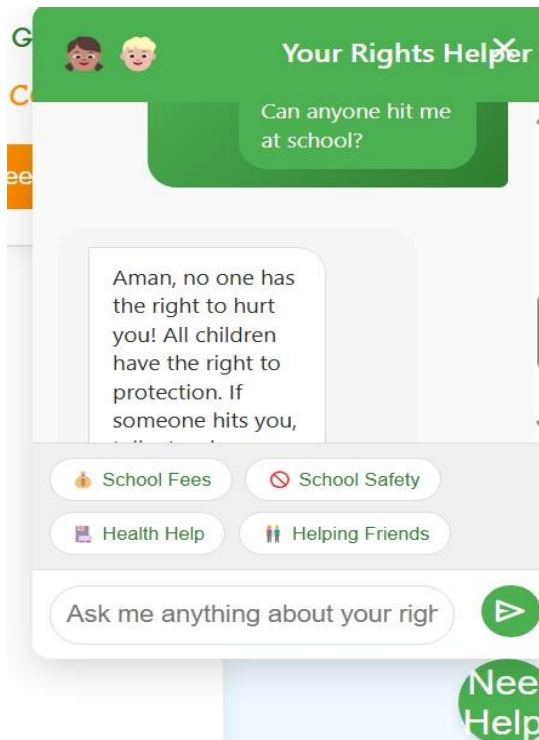 G
Your Rights Helper
C
Can anyone hit me
at school?
ee
Aman, no one has
the right to hurt
you! All children
have the right to
protection. If
someone hits you,
School Fees
School Safety
Health Help
Helping Friends
Ask me anything about your righ
Nee
Help